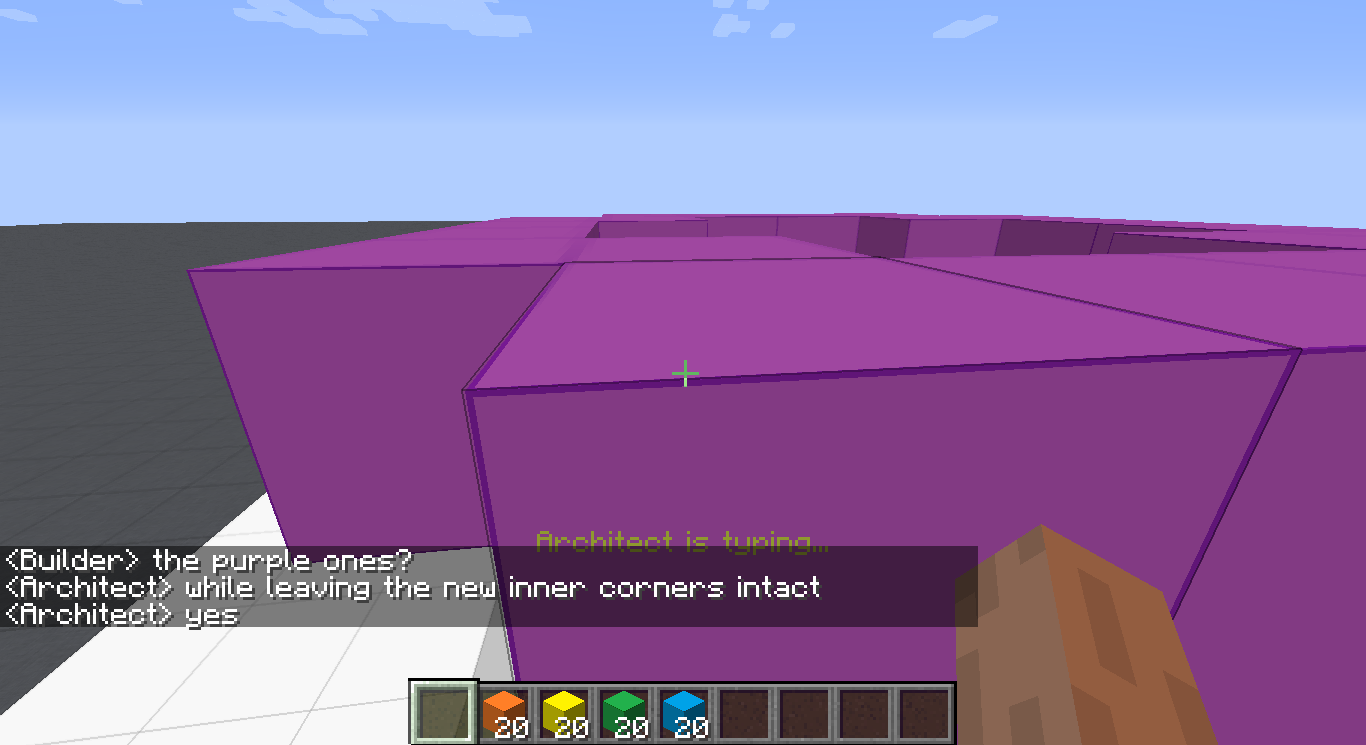 Architect is typing...
<Builder> the purple ones?
<Architect> while leaving the new inner corners intact
<Architect> yes
20 20 20 20